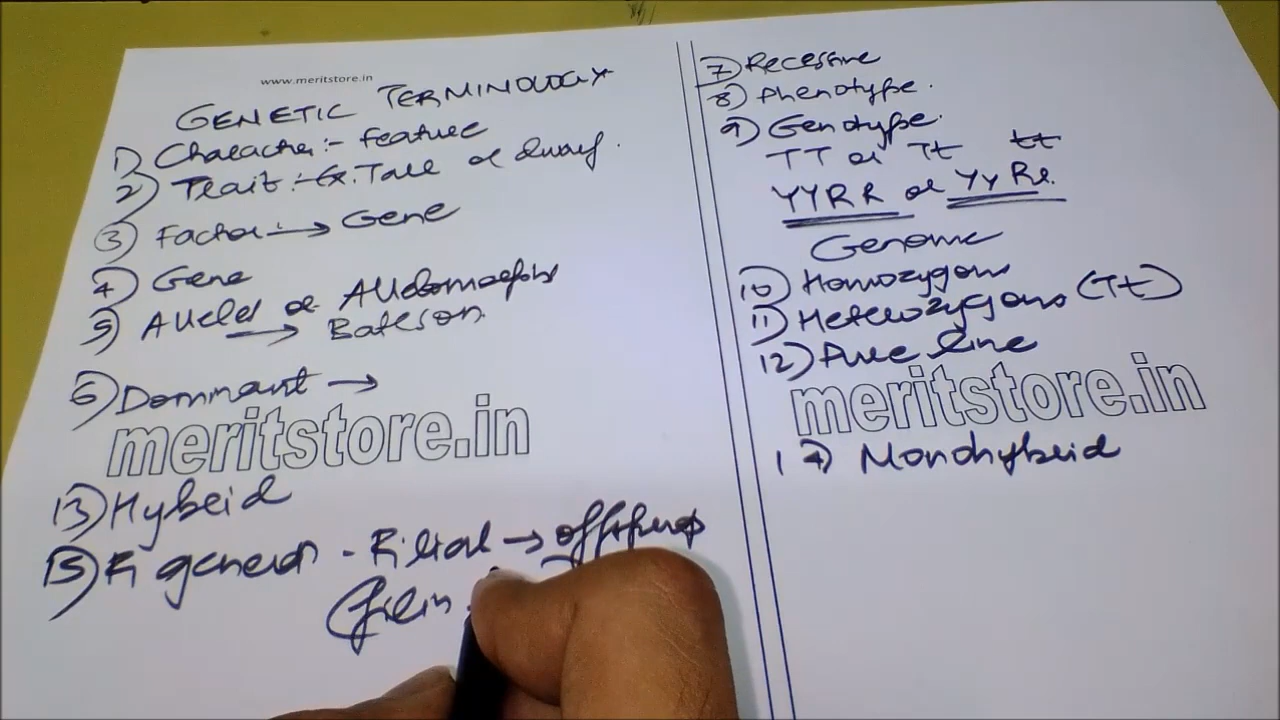 www.meritstore.in
GENETIC TERMINOLOGY
1) Character :- feature
2) Trait :- Ex. Tall or dwarf.
3) Factor :→ Gene
4) Gene
5) Alleles or Allelomorphs
→ Bateson.
6) Dominant →
meritstore.in
13) Hybrid
15) F1 generan - Filial → offspring
(filin
7) Recessive
8) Phenotype.
9) Genotype.
TT or Tt tt
YYRR or YyRr.
Genome
10) Homozygous
11) Heterozygous (Tt)
12) Pure line
meritstore.in
14) Monohybrid